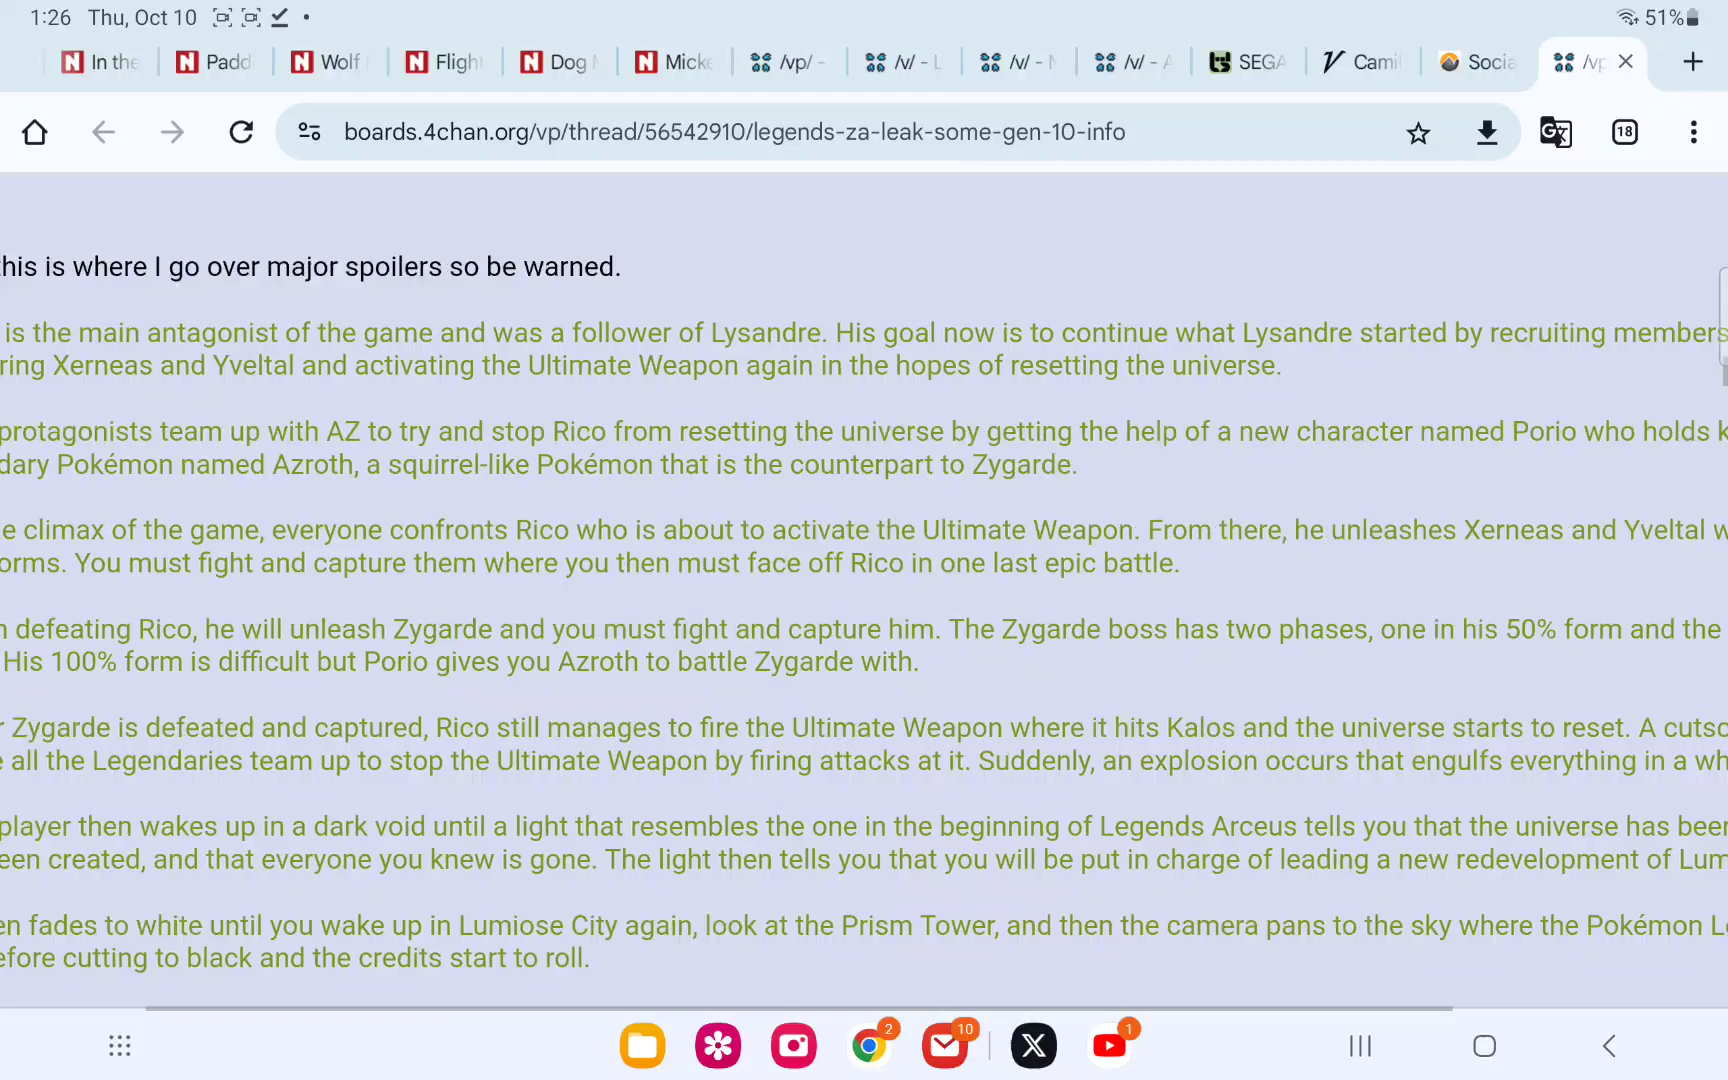 1:26 Thu, Oct 10 51%
In the Padd Wolf Flight Dog Micke /vp/ - /v/ - L /v/ - N /v/ - A SEGA Cami Socia /vp
boards.4chan.org/vp/thread/56542910/legends-za-leak-some-gen-10-info 18
this is where I go over major spoilers so be warned.
is the main antagonist of the game and was a follower of Lysandre. His goal now is to continue what Lysandre started by recruiting members
ring Xerneas and Yveltal and activating the Ultimate Weapon again in the hopes of resetting the universe.
protagonists team up with AZ to try and stop Rico from resetting the universe by getting the help of a new character named Porio who holds k
dary Pokémon named Azroth, a squirrel-like Pokémon that is the counterpart to Zygarde.
e climax of the game, everyone confronts Rico who is about to activate the Ultimate Weapon. From there, he unleashes Xerneas and Yveltal w
orms. You must fight and capture them where you then must face off Rico in one last epic battle.
n defeating Rico, he will unleash Zygarde and you must fight and capture him. The Zygarde boss has two phases, one in his 50% form and the
His 100% form is difficult but Porio gives you Azroth to battle Zygarde with.
r Zygarde is defeated and captured, Rico still manages to fire the Ultimate Weapon where it hits Kalos and the universe starts to reset. A cutsc
e all the Legendaries team up to stop the Ultimate Weapon by firing attacks at it. Suddenly, an explosion occurs that engulfs everything in a wh
player then wakes up in a dark void until a light that resembles the one in the beginning of Legends Arceus tells you that the universe has been
een created, and that everyone you knew is gone. The light then tells you that you will be put in charge of leading a new redevelopment of Lum
en fades to white until you wake up in Lumiose City again, look at the Prism Tower, and then the camera pans to the sky where the Pokémon Le
efore cutting to black and the credits start to roll.
2 10 1